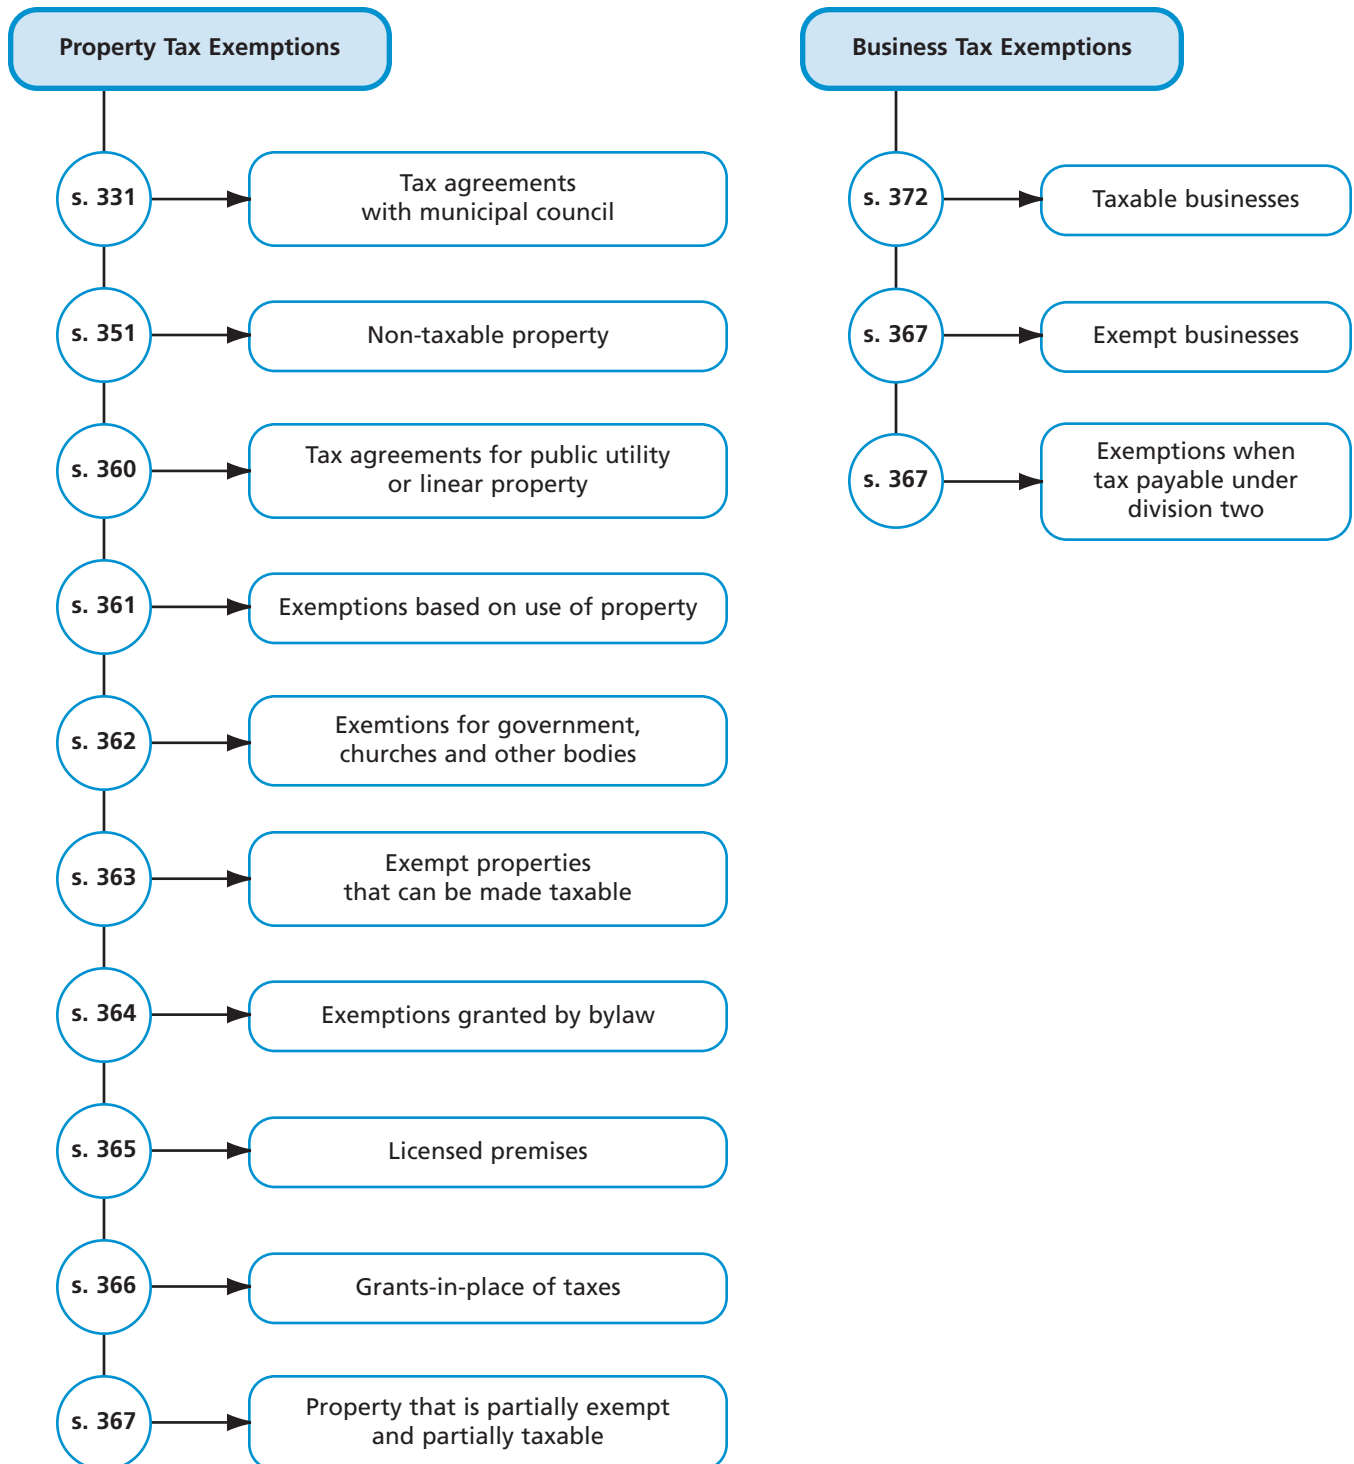 Property Tax Exemptions
s. 331
Tax agreements
with municipal council
s. 351
Non-taxable property
s. 360
Tax agreements for public utility
or linear property
s. 361
Exemptions based on use of property
s. 362
Exemtions for government,
churches and other bodies
s. 363
Exempt properties
that can be made taxable
s. 364
Exemptions granted by bylaw
s. 365
Licensed premises
s. 366
Grants-in-place of taxes
s. 367
Property that is partially exempt
and partially taxable
Business Tax Exemptions
s. 372
Taxable businesses
s. 367
Exempt businesses
s. 367
Exemptions when
tax payable under
division two